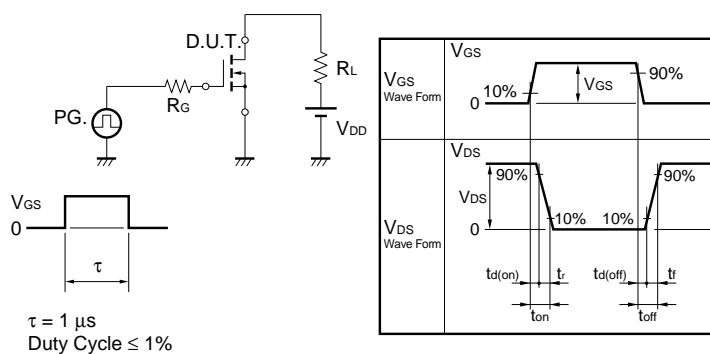 D.U.T.
RL
RG
PG.
VDD
VGS
0
τ
τ = 1 μs
Duty Cycle ≤ 1%
VGS
Wave Form
VGS
10%
0
VGS
90%
VDS
Wave Form
VDS
90%
VDS
0
10%
10%
90%
td(on)
tr
td(off)
tf
ton
toff